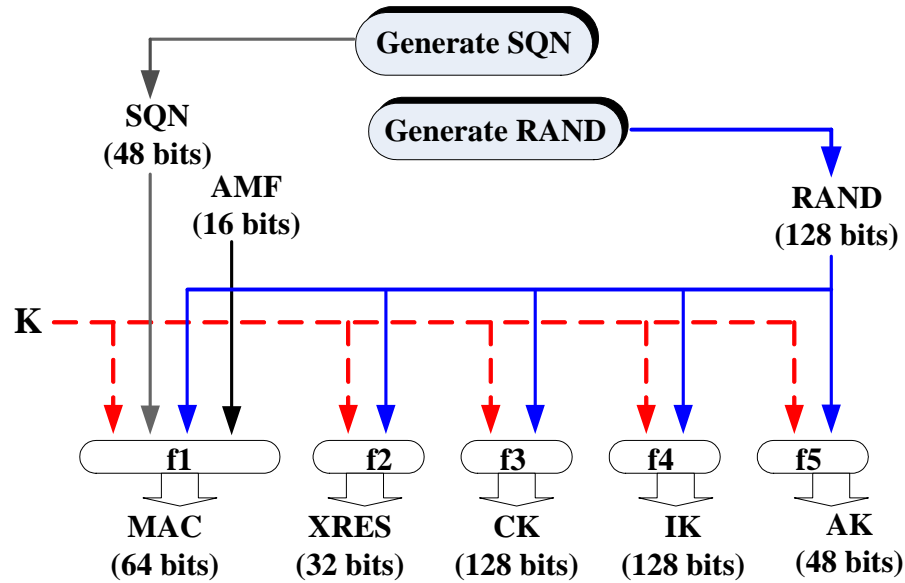 Generate SQN
SQN
(48 bits)
Generate RAND
AMF
(16 bits)
RAND
(128 bits)
K
f1
f2
f3
f4
f5
MAC
(64 bits)
XRES
(32 bits)
CK
(128 bits)
IK
(128 bits)
AK
(48 bits)